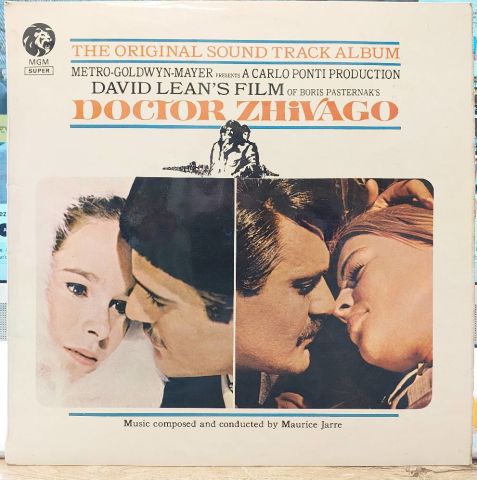 MGM
SUPER
THE ORIGINAL SOUND TRACK ALBUM
METRO-GOLDWYN-MAYER PRESENTS A CARLO PONTI PRODUCTION
DAVID LEAN'S FILM OF BORIS PASTERNAK'S
DOCTOR ZHiVAGO
Music composed and conducted by Maurice Jarre